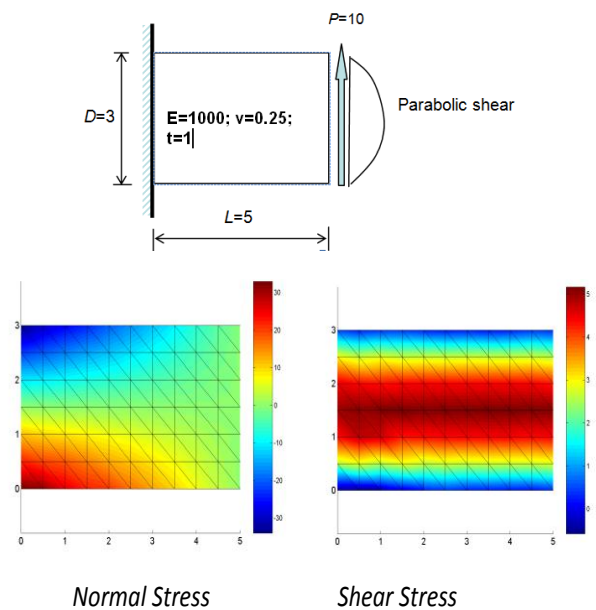 P=10
D=3
E=1000; v=0.25;
t=1
Parabolic shear
L=5
3
2
1
0
0 1 2 3 4 5
30
20
10
0
-10
-20
-30
3
2
1
0
0 1 2 3 4 5
5
4
3
2
1
0
Normal Stress
Shear Stress